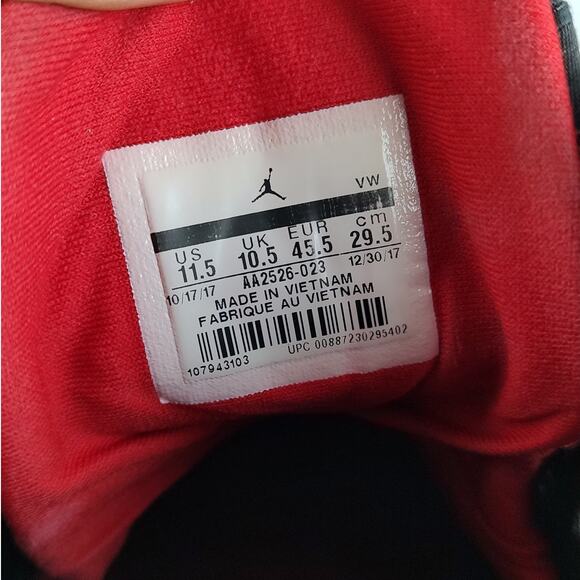 VW
US UK EUR cm
11.5 10.5 45.5 29.5
10/17/17 AA2526-023 12/30/17
MADE IN VIETNAM
FABRIQUE AU VIETNAM
107943103 UPC 00887230295402